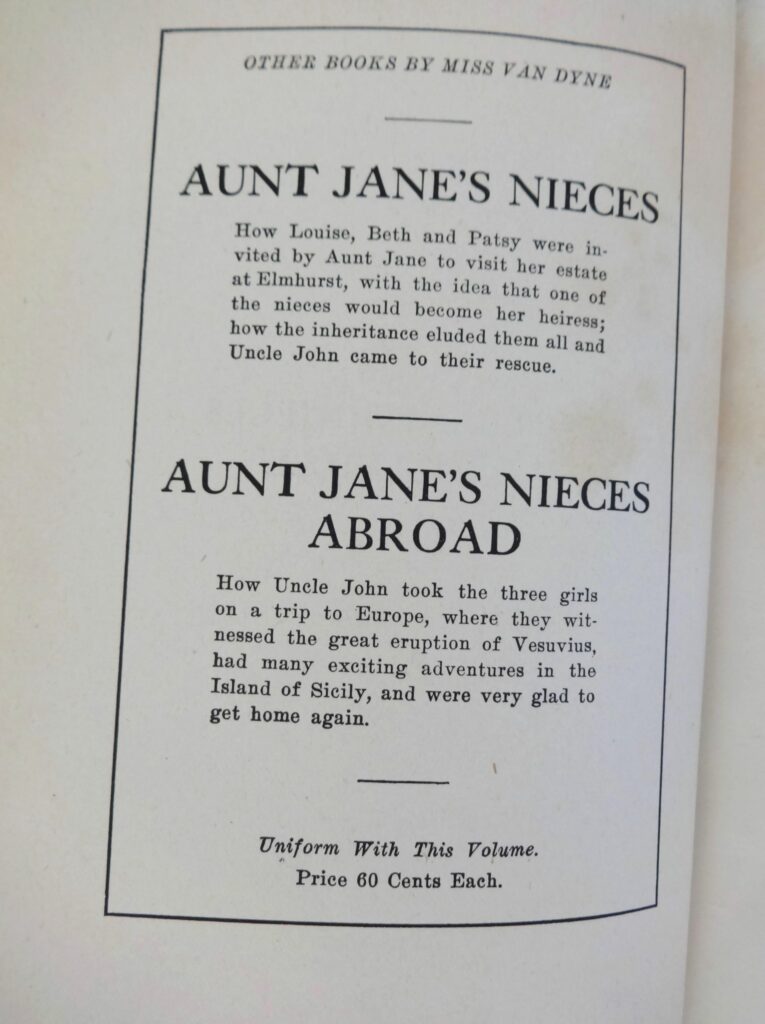 OTHER BOOKS BY MISS VAN DYNE
AUNT JANE'S NIECES
How Louise, Beth and Patsy were in-
vited by Aunt Jane to visit her estate
at Elmhurst, with the idea that one of
the nieces would become her heiress;
how the inheritance eluded them all and
Uncle John came to their rescue.
AUNT JANE'S NIECES
ABROAD
How Uncle John took the three girls
on a trip to Europe, where they wit-
nessed the great eruption of Vesuvius,
had many exciting adventures in the
Island of Sicily, and were very glad to
get home again.
Uniform With This Volume.
Price 60 Cents Each.